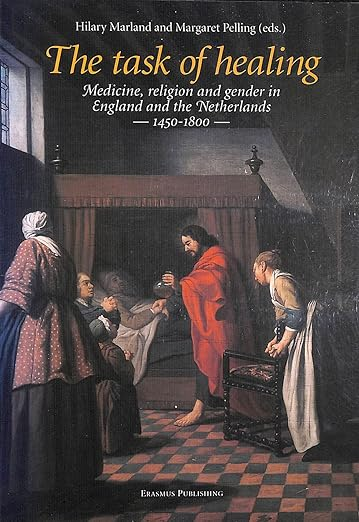 Hilary Marland and Margaret Pelling (eds.)
The task of healing
Medicine, religion and gender in
England and the Netherlands
— 1450-1800 —
Erasmus Publishing